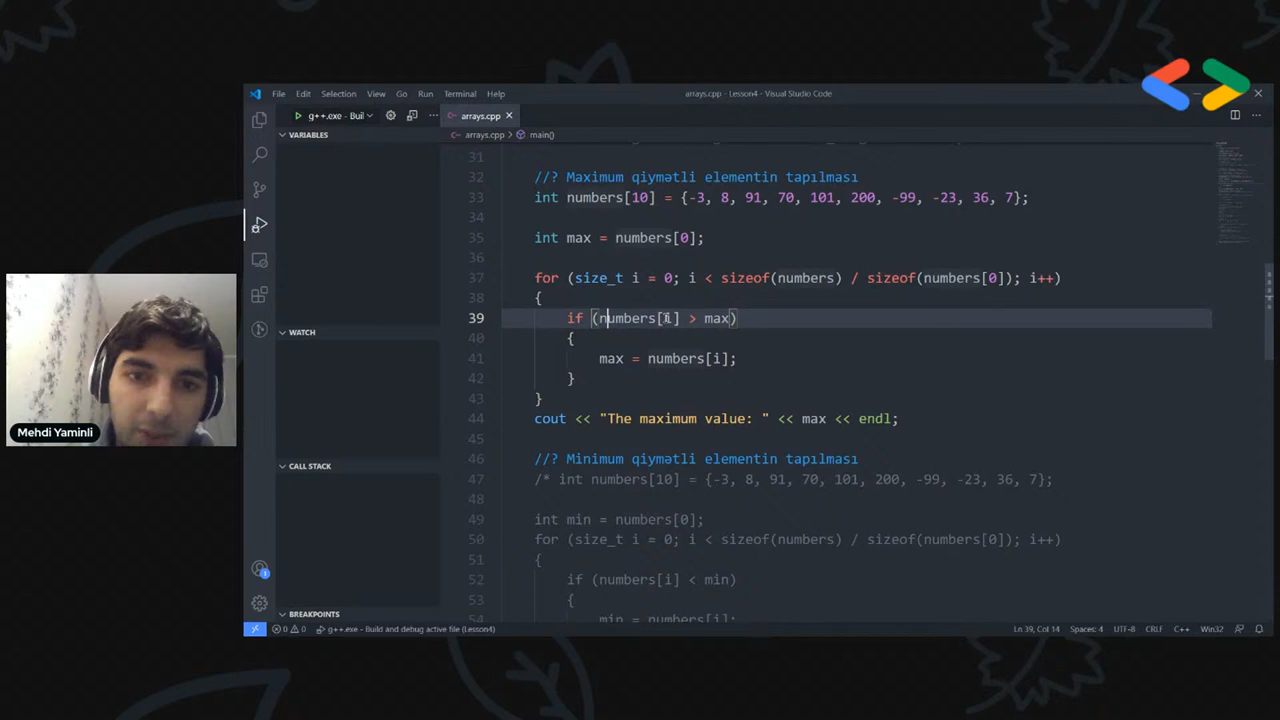 File Edit Selection View Go Run Terminal Help
arrays.cpp - Lesson4 - Visual Studio Code
g++.exe - Buil
arrays.cpp
VARIABLES
arrays.cpp > main()
31
32 //? Maximum qiymətli elementin tapılması
33 int numbers[10] = {-3, 8, 91, 70, 101, 200, -99, -23, 36, 7};
34
35 int max = numbers[0];
36
37 for (size_t i = 0; i < sizeof(numbers) / sizeof(numbers[0]); i++)
38 {
39 if (numbers[i] > max)
40 {
41 max = numbers[i];
42 }
43 }
44 cout << "The maximum value: " << max << endl;
45
46 //? Minimum qiymətli elementin tapılması
47 /* int numbers[10] = {-3, 8, 91, 70, 101, 200, -99, -23, 36, 7};
48
49 int min = numbers[0];
50 for (size_t i = 0; i < sizeof(numbers) / sizeof(numbers[0]); i++)
51 {
52 if (numbers[i] < min)
53 {
54 min = numbers[i];
WATCH
CALL STACK
BREAKPOINTS
Mehdi Yaminli
1
0 0 g++.exe - Build and debug active file (Lesson4)
Ln 39, Col 14 Spaces: 4 UTF-8 CRLF C++ Win32